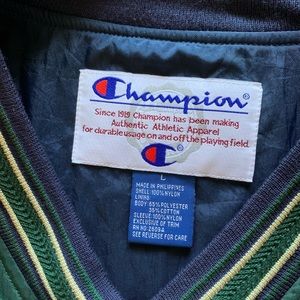 Champion®
Since 1919 Champion has been making
Authentic Athletic Apparel
for durable usage on and off the playing field.
L
MADE IN PHILIPPINES
SHELL: 100% NYLON
LINING:
BODY: 65% POLYESTER
35% COTTON
SLEEVE: 100% NYLON
EXCLUSIVE OF TRIM
RN NO 26094
SEE REVERSE FOR CARE